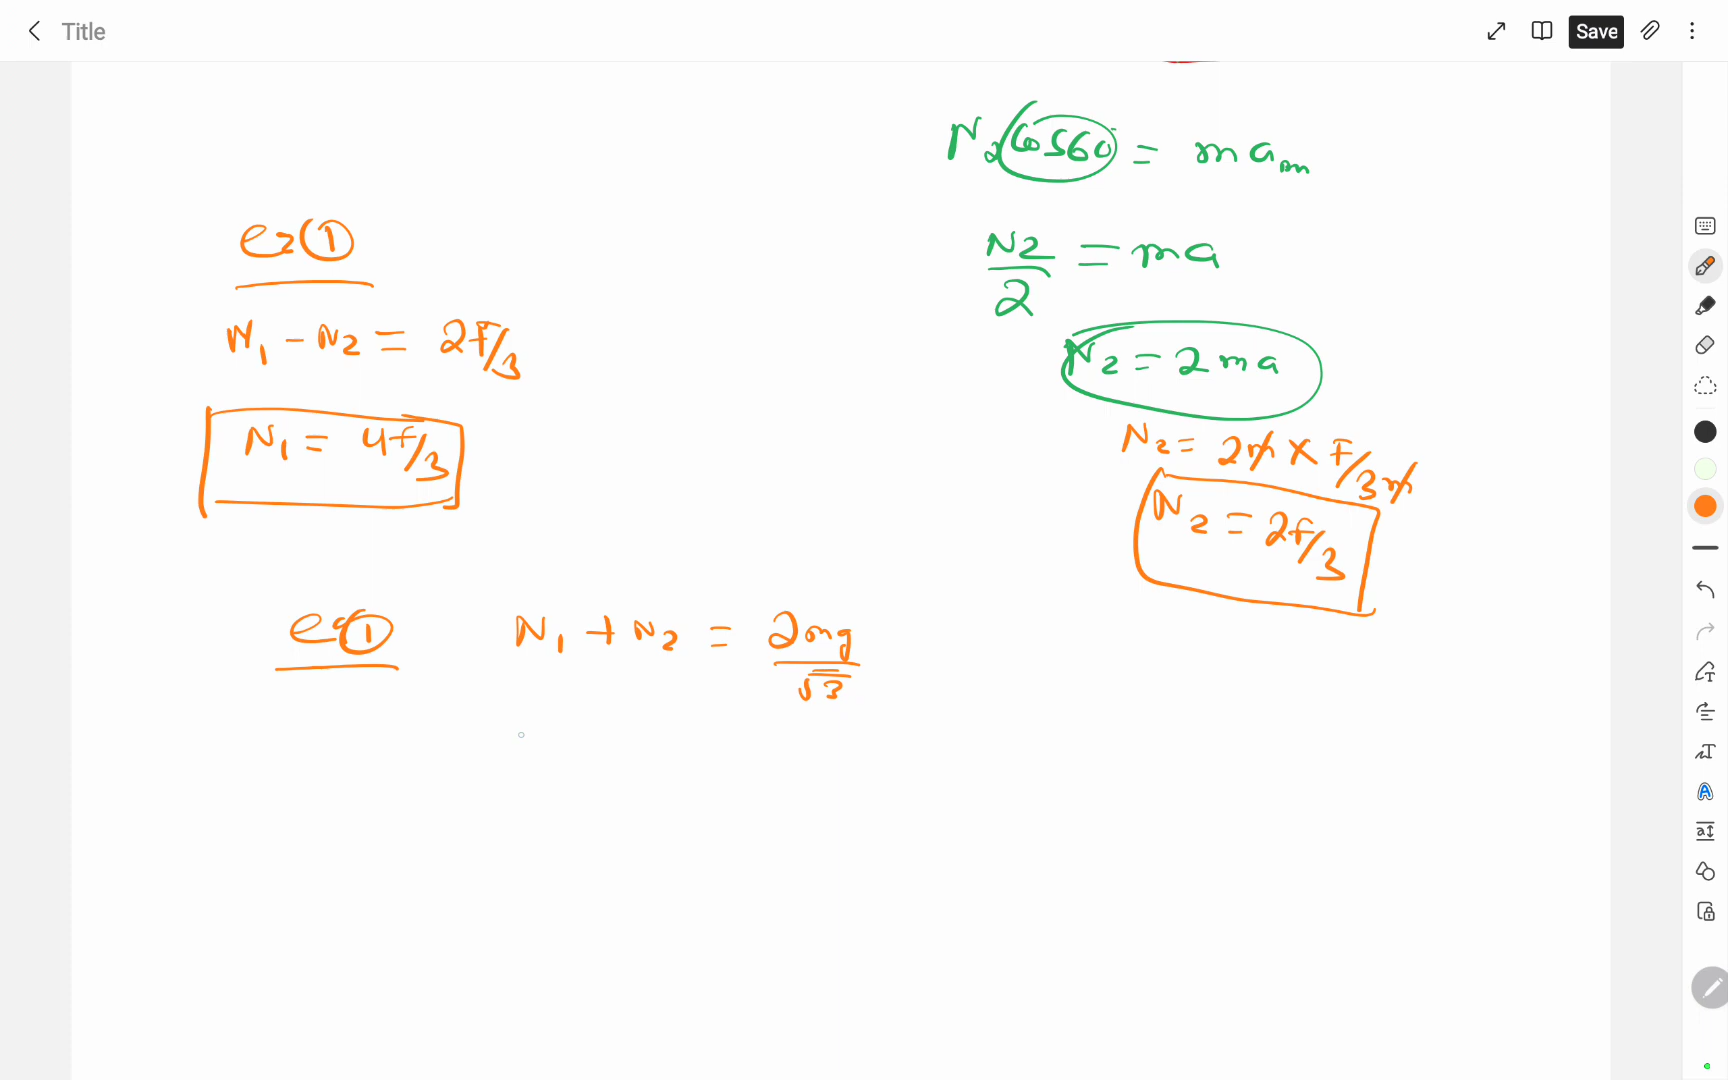 Title
Save
N₂ cos60 = ma_m
N2/2 = ma
N₂ = 2ma
N₂ = 2m × F/3m
N₂ = 2F/3
eq ①
N₁ - N₂ = 2F/3
N₁ = 4F/3
eq ① N₁ + N₂ = 2mg/√3